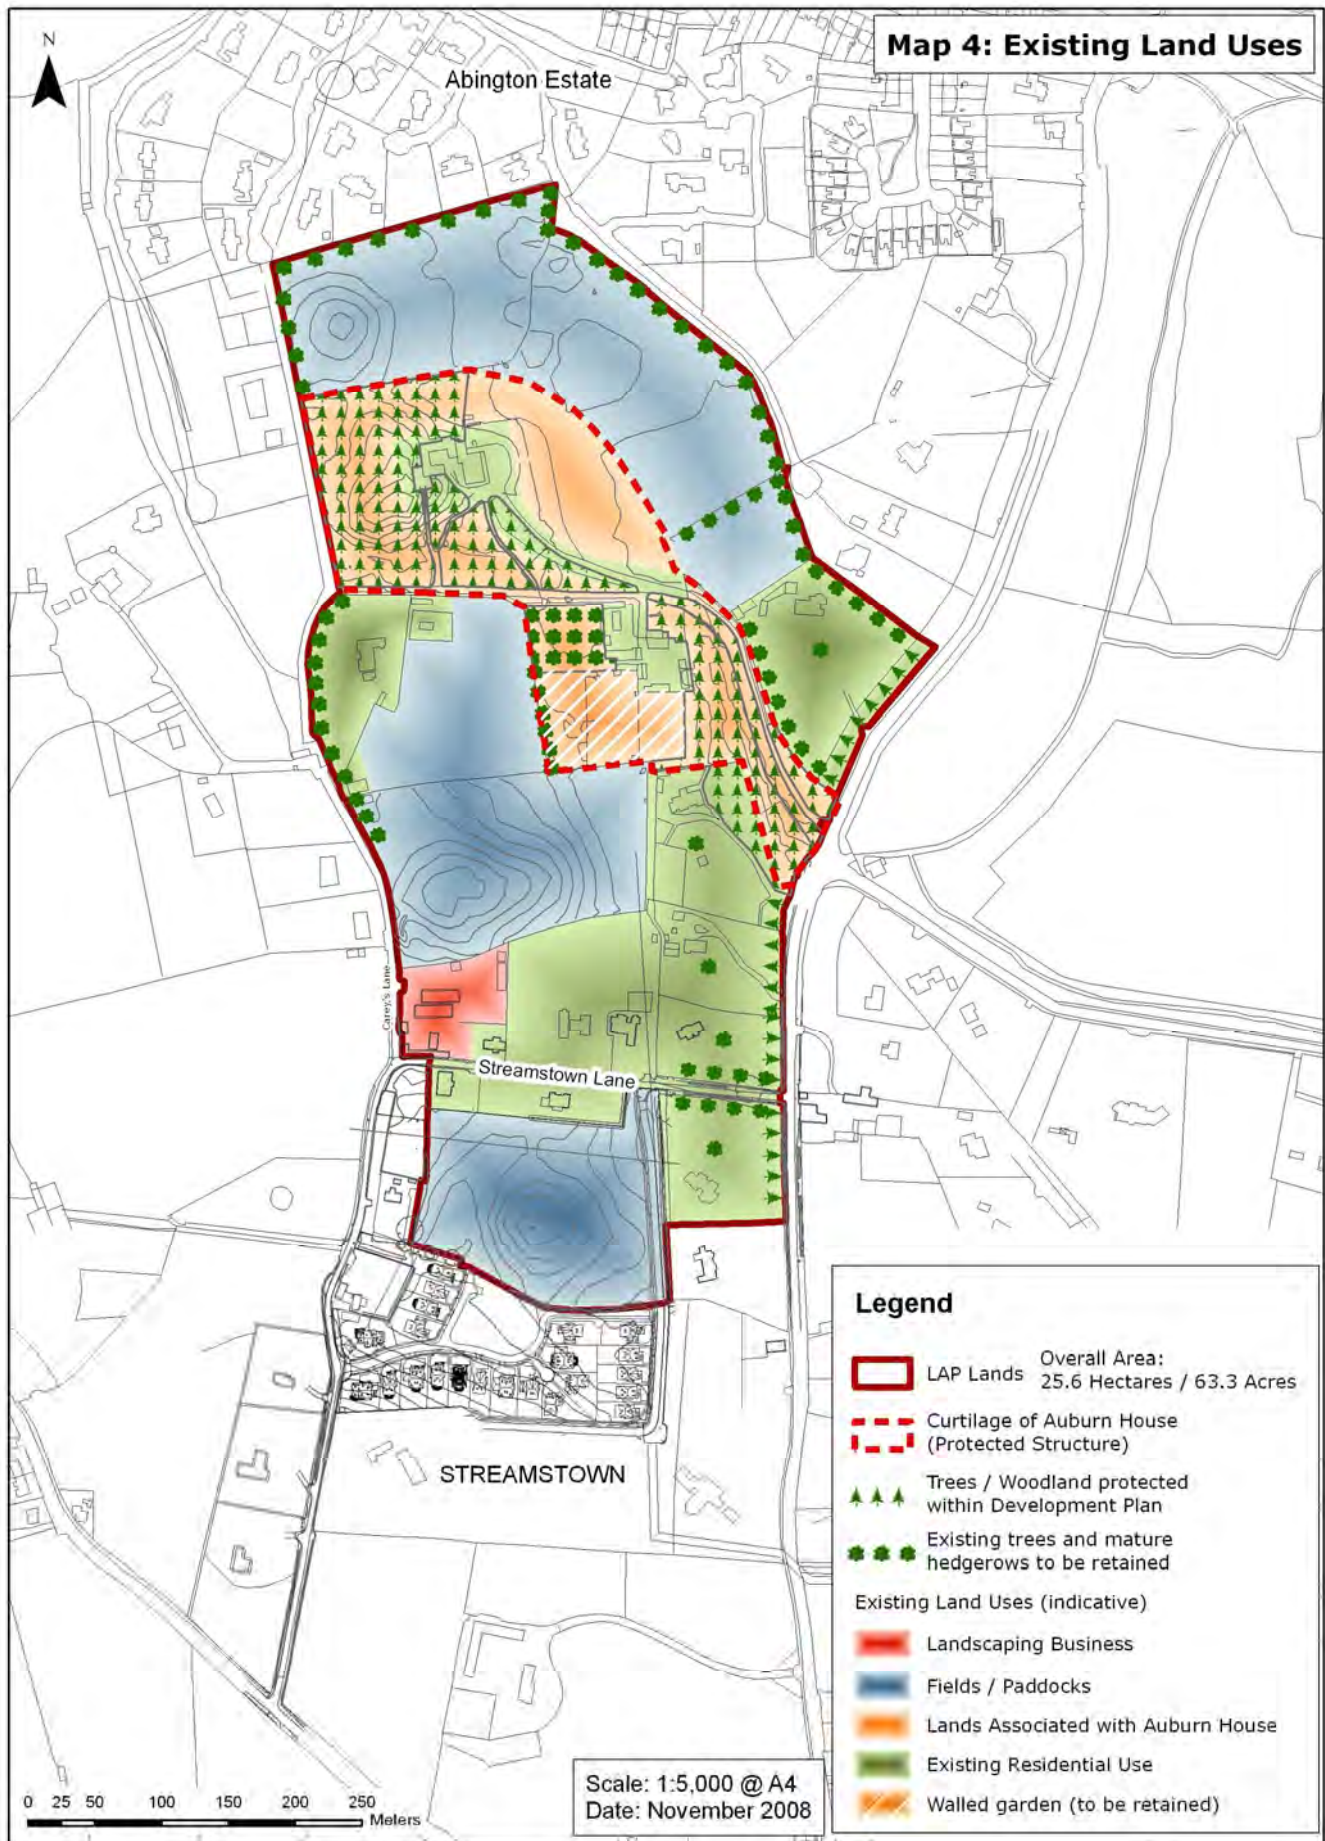 Map 4: Existing Land Uses
N
Abington Estate
Carey's Lane
Streamstown Lane
STREAMSTOWN
Legend
LAP Lands
Overall Area:
25.6 Hectares / 63.3 Acres
Curtilage of Auburn House
(Protected Structure)
Trees / Woodland protected
within Development Plan
Existing trees and mature
hedgerows to be retained
Existing Land Uses (indicative)
Landscaping Business
Fields / Paddocks
Lands Associated with Auburn House
Existing Residential Use
Walled garden (to be retained)
Scale: 1:5,000 @ A4
Date: November 2008
0 25 50 100 150 200 250
Meters